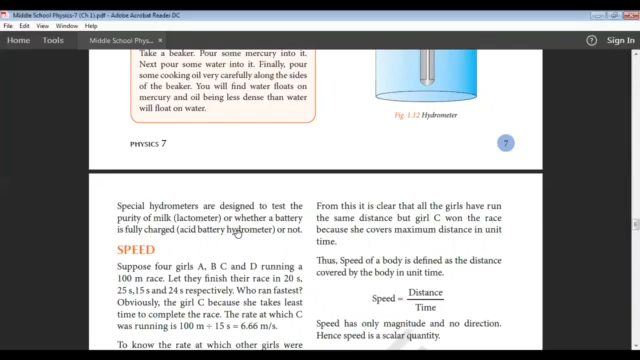 Middle School Physics-7 (Ch.1).pdf - Adobe Acrobat Reader DC
File Edit View Window Help
Home
Tools
Middle School Phys...
Sign In
Take a beaker. Pour some mercury into it.
Next pour some water into it. Finally, pour
some cooking oil very carefully along the sides
of the beaker. You will find water floats on
mercury and oil being less dense than water
will float on water.
Fig. 1.12 Hydrometer
PHYSICS 7
7
Special hydrometers are designed to test the
purity of milk (lactometer) or whether a battery
is fully charged (acid battery hydrometer) or not.
SPEED
Suppose four girls A, B C and D running a
100m race. Let they finish their race in 20 s,
25 s,15 s and 24 s respectively. Who ran fastest?
Obviously, the girl C because she takes least
time to complete the race. The rate at which C
was running is 100 m ÷ 15 s = 6.66 m/s.
To know the rate at which other girls were
From this it is clear that all the girls have run
the same distance but girl C won the race
because she covers maximum distance in unit
time.
Thus, Speed of a body is defined as the distance
covered by the body in unit time.
Speed = Distance
Time
Speed has only magnitude and no direction.
Hence speed is a scalar quantity.